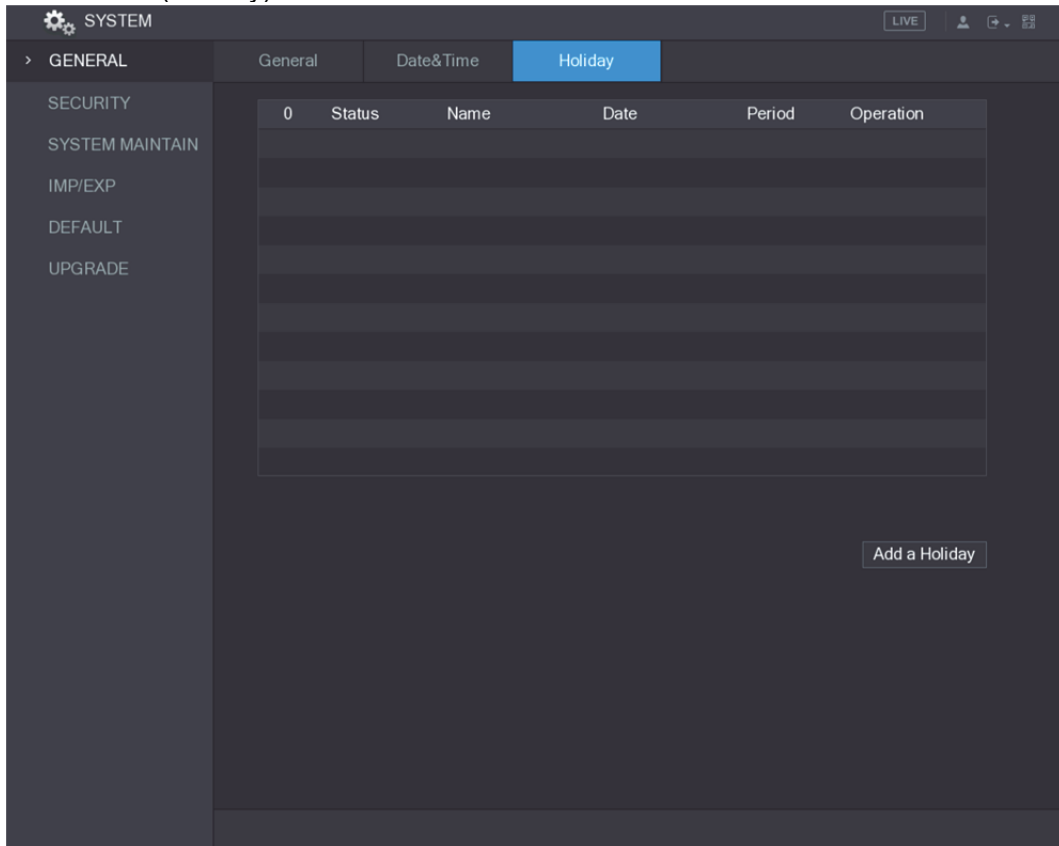 SYSTEM LIVE
GENERAL General Date&Time Holiday
SECURITY
0 Status Name Date Period Operation
SYSTEM MAINTAIN
IMP/EXP
DEFAULT
UPGRADE
Add a Holiday